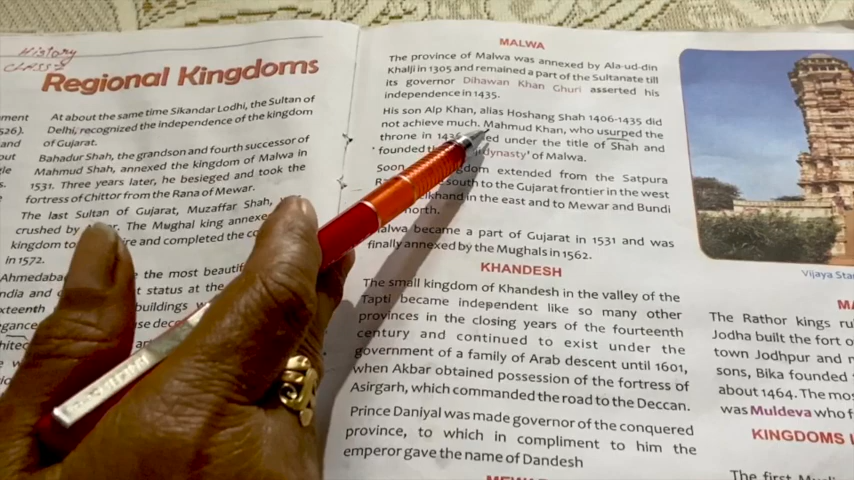 History
CLASS 7
Regional Kingdoms
ment
526).
and
out
s.
At about the same time Sikandar Lodhi, the Sultan of
Delhi, recognized the independence of the kingdom
of Gujarat.
Bahadur Shah, the grandson and fourth successor of
Mahmud Shah, annexed the kingdom of Malwa in
1531. Three years later, he besieged and took the
fortress of Chittor from the Rana of Mewar.
The last Sultan of Gujarat, Muzaffar Shah,
crushed by The Mughal king annexe
kingdom to and completed the co
in 1572.
Ahmedaba the most beautif
ndia and status at the
xteenth buildings
egance
MALWA
The province of Malwa was annexed by Ala-ud-din
Khalji in 1305 and remained a part of the Sultanate till
its governor Dihawan Khan Ghuri asserted his
independence in 1435.
His son Alp Khan, alias Hoshang Shah 1406-1435 did
not achieve much. Mahmud Khan, who usurped the
throne in under the title of Shah and
founded dynasty' of Malwa.
Soon extended from the Satpura
south to the Gujarat frontier in the west
in the east and to Mewar and Bundi
north.
became a part of Gujarat in 1531 and was
finally annexed by the Mughals in 1562.
KHANDESH
The small kingdom of Khandesh in the valley of the
Tapti became independent like so many other
provinces in the closing years of the fourteenth
century and continued to exist under the
government of a family of Arab descent until 1601,
when Akbar obtained possession of the fortress of
Asirgarh, which commanded the road to the Deccan.
Prince Daniyal was made governor of the conquered
province, to which in compliment to him the
emperor gave the name of Dandesh
Vijaya Sta
MA
The Rathor kings ru
Jodha built the fort o
town Jodhpur and
sons, Bika founded
about 1464. The mos
was Muldeva who f
KINGDOMS
The first